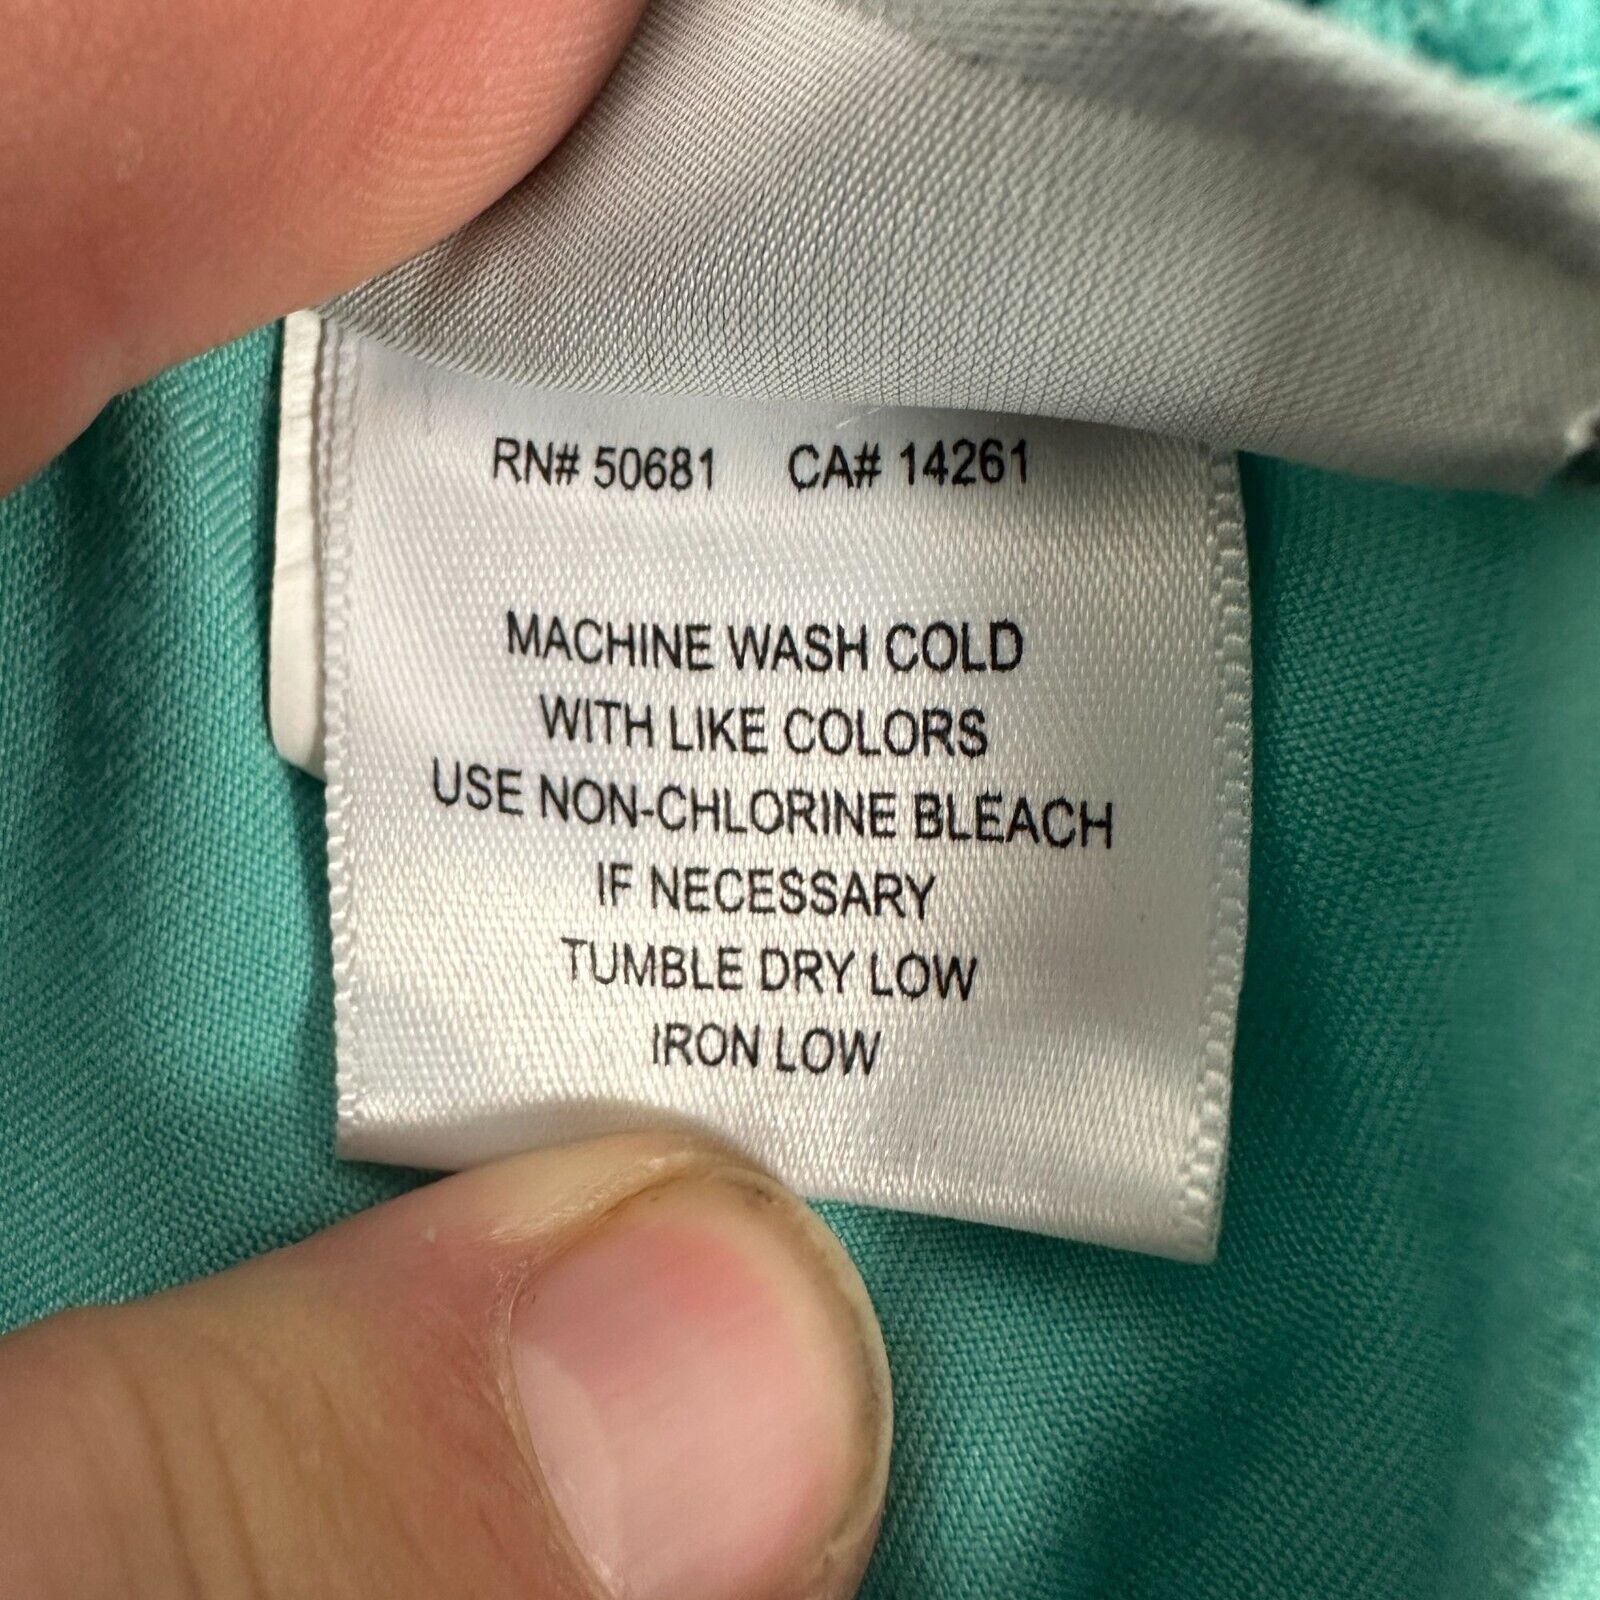 RN# 50681 CA# 14261
MACHINE WASH COLD
WITH LIKE COLORS
USE NON-CHLORINE BLEACH
IF NECESSARY
TUMBLE DRY LOW
IRON LOW